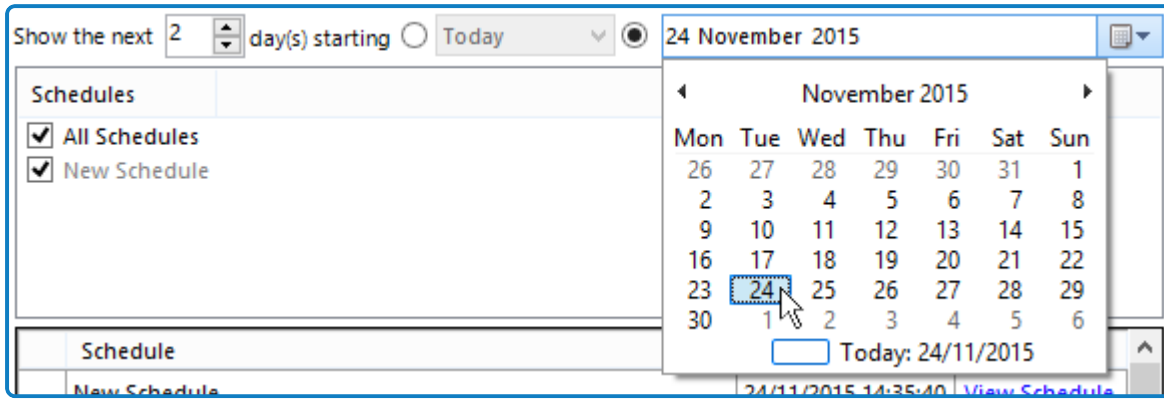 Show the next 2 day(s) starting Today 24 November 2015
Schedules
All Schedules
New Schedule
November 2015
Mon Tue Wed Thu Fri Sat Sun
26 27 28 29 30 31 1
2 3 4 5 6 7 8
9 10 11 12 13 14 15
16 17 18 19 20 21 22
23 24 25 26 27 28 29
30 1 2 3 4 5 6
Today: 24/11/2015
Schedule
New Schedule 24/11/2015 14:35:40 View Schedule